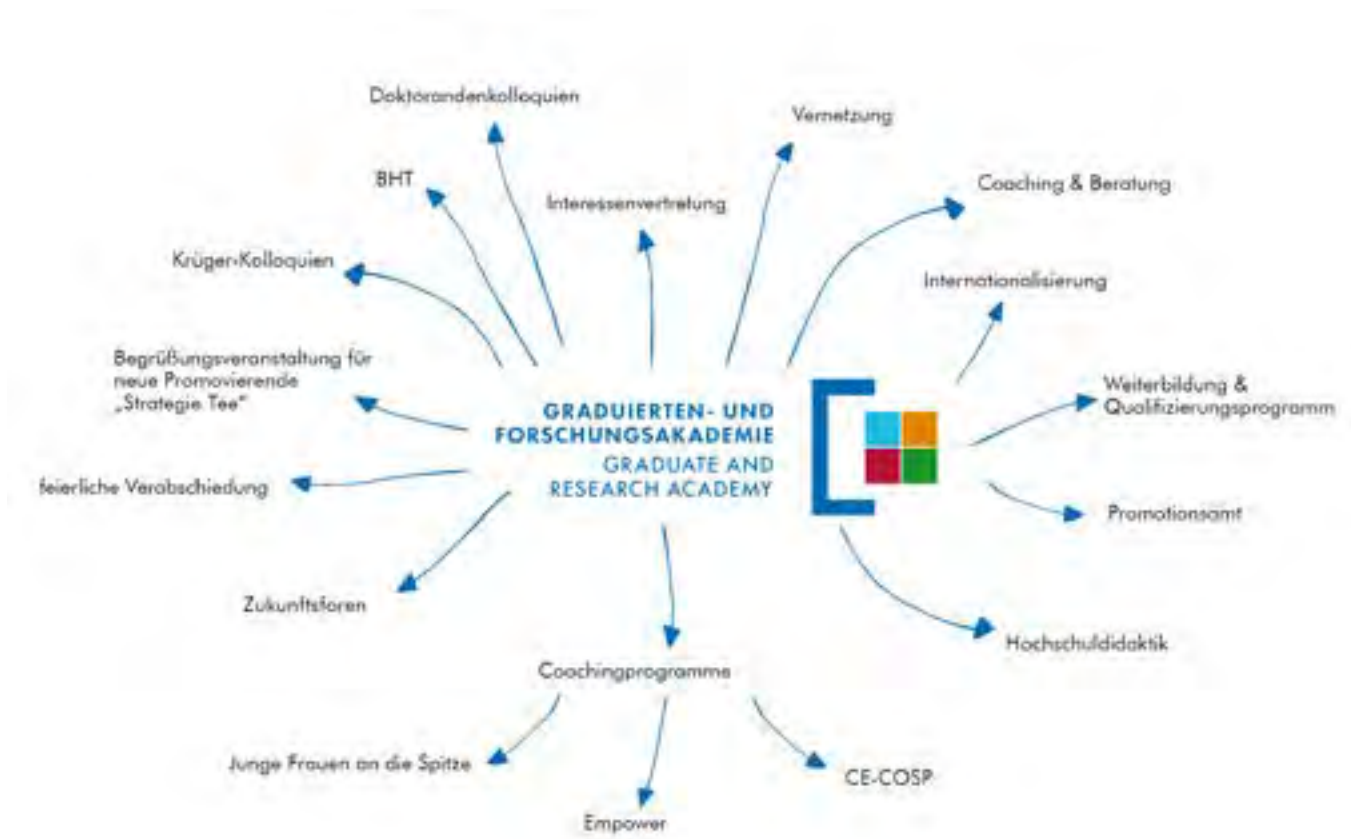 Doktorandenkolloquien
Vernetzung
BHT
Coaching & Beratung
Interessenvertretung
Krüger-Kolloquien
Internationalisierung
Begrüßungsveranstaltung für
neue Promovierende
„Strategie Tee“
Weiterbildung &
Qualifizierungsprogramm
GRADUIERTEN- UND
FORSCHUNGSAKADEMIE
GRADUATE AND
RESEARCH ACADEMY
feierliche Verabschiedung
Promotionsamt
Zukunftsforen
Hochschuldidaktik
Coachingprogramme
Junge Frauen an die Spitze
CE-COSP
Empower